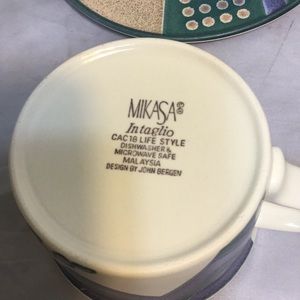 MIKASA
Intaglio
CAC18 LIFE STYLE
DISHWASHER &
MICROWAVE SAFE
MALAYSIA
DESIGN BY JOHN BERGEN